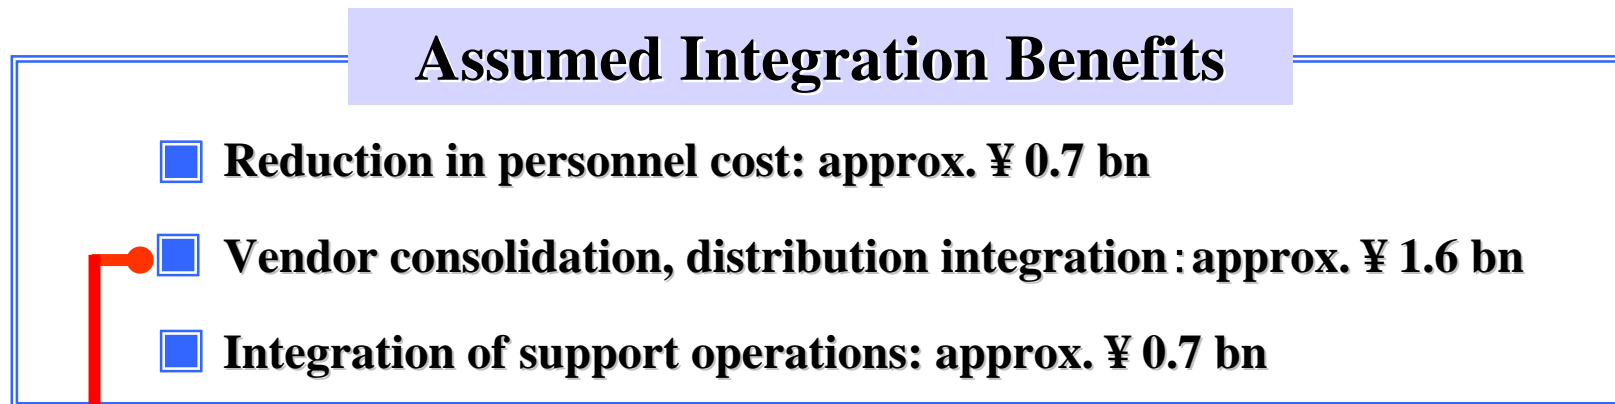 Assumed Integration Benefits
Reduction in personnel cost: approx. ¥ 0.7 bn
Vendor consolidation, distribution integration：approx. ¥ 1.6 bn
Integration of support operations: approx. ¥ 0.7 bn